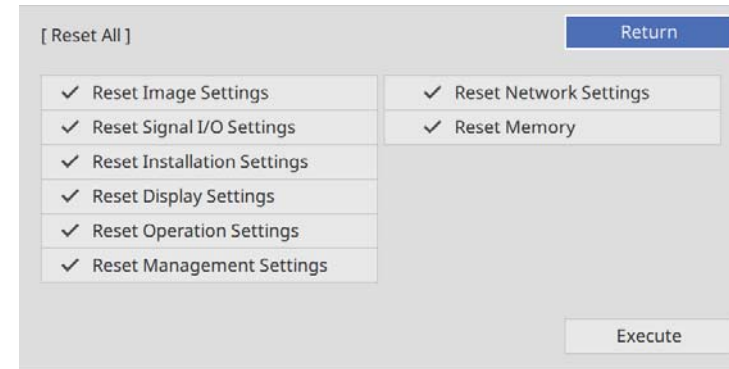 [ Reset All ]
Return
Reset Image Settings
Reset Signal I/O Settings
Reset Installation Settings
Reset Display Settings
Reset Operation Settings
Reset Management Settings
Reset Network Settings
Reset Memory
Execute